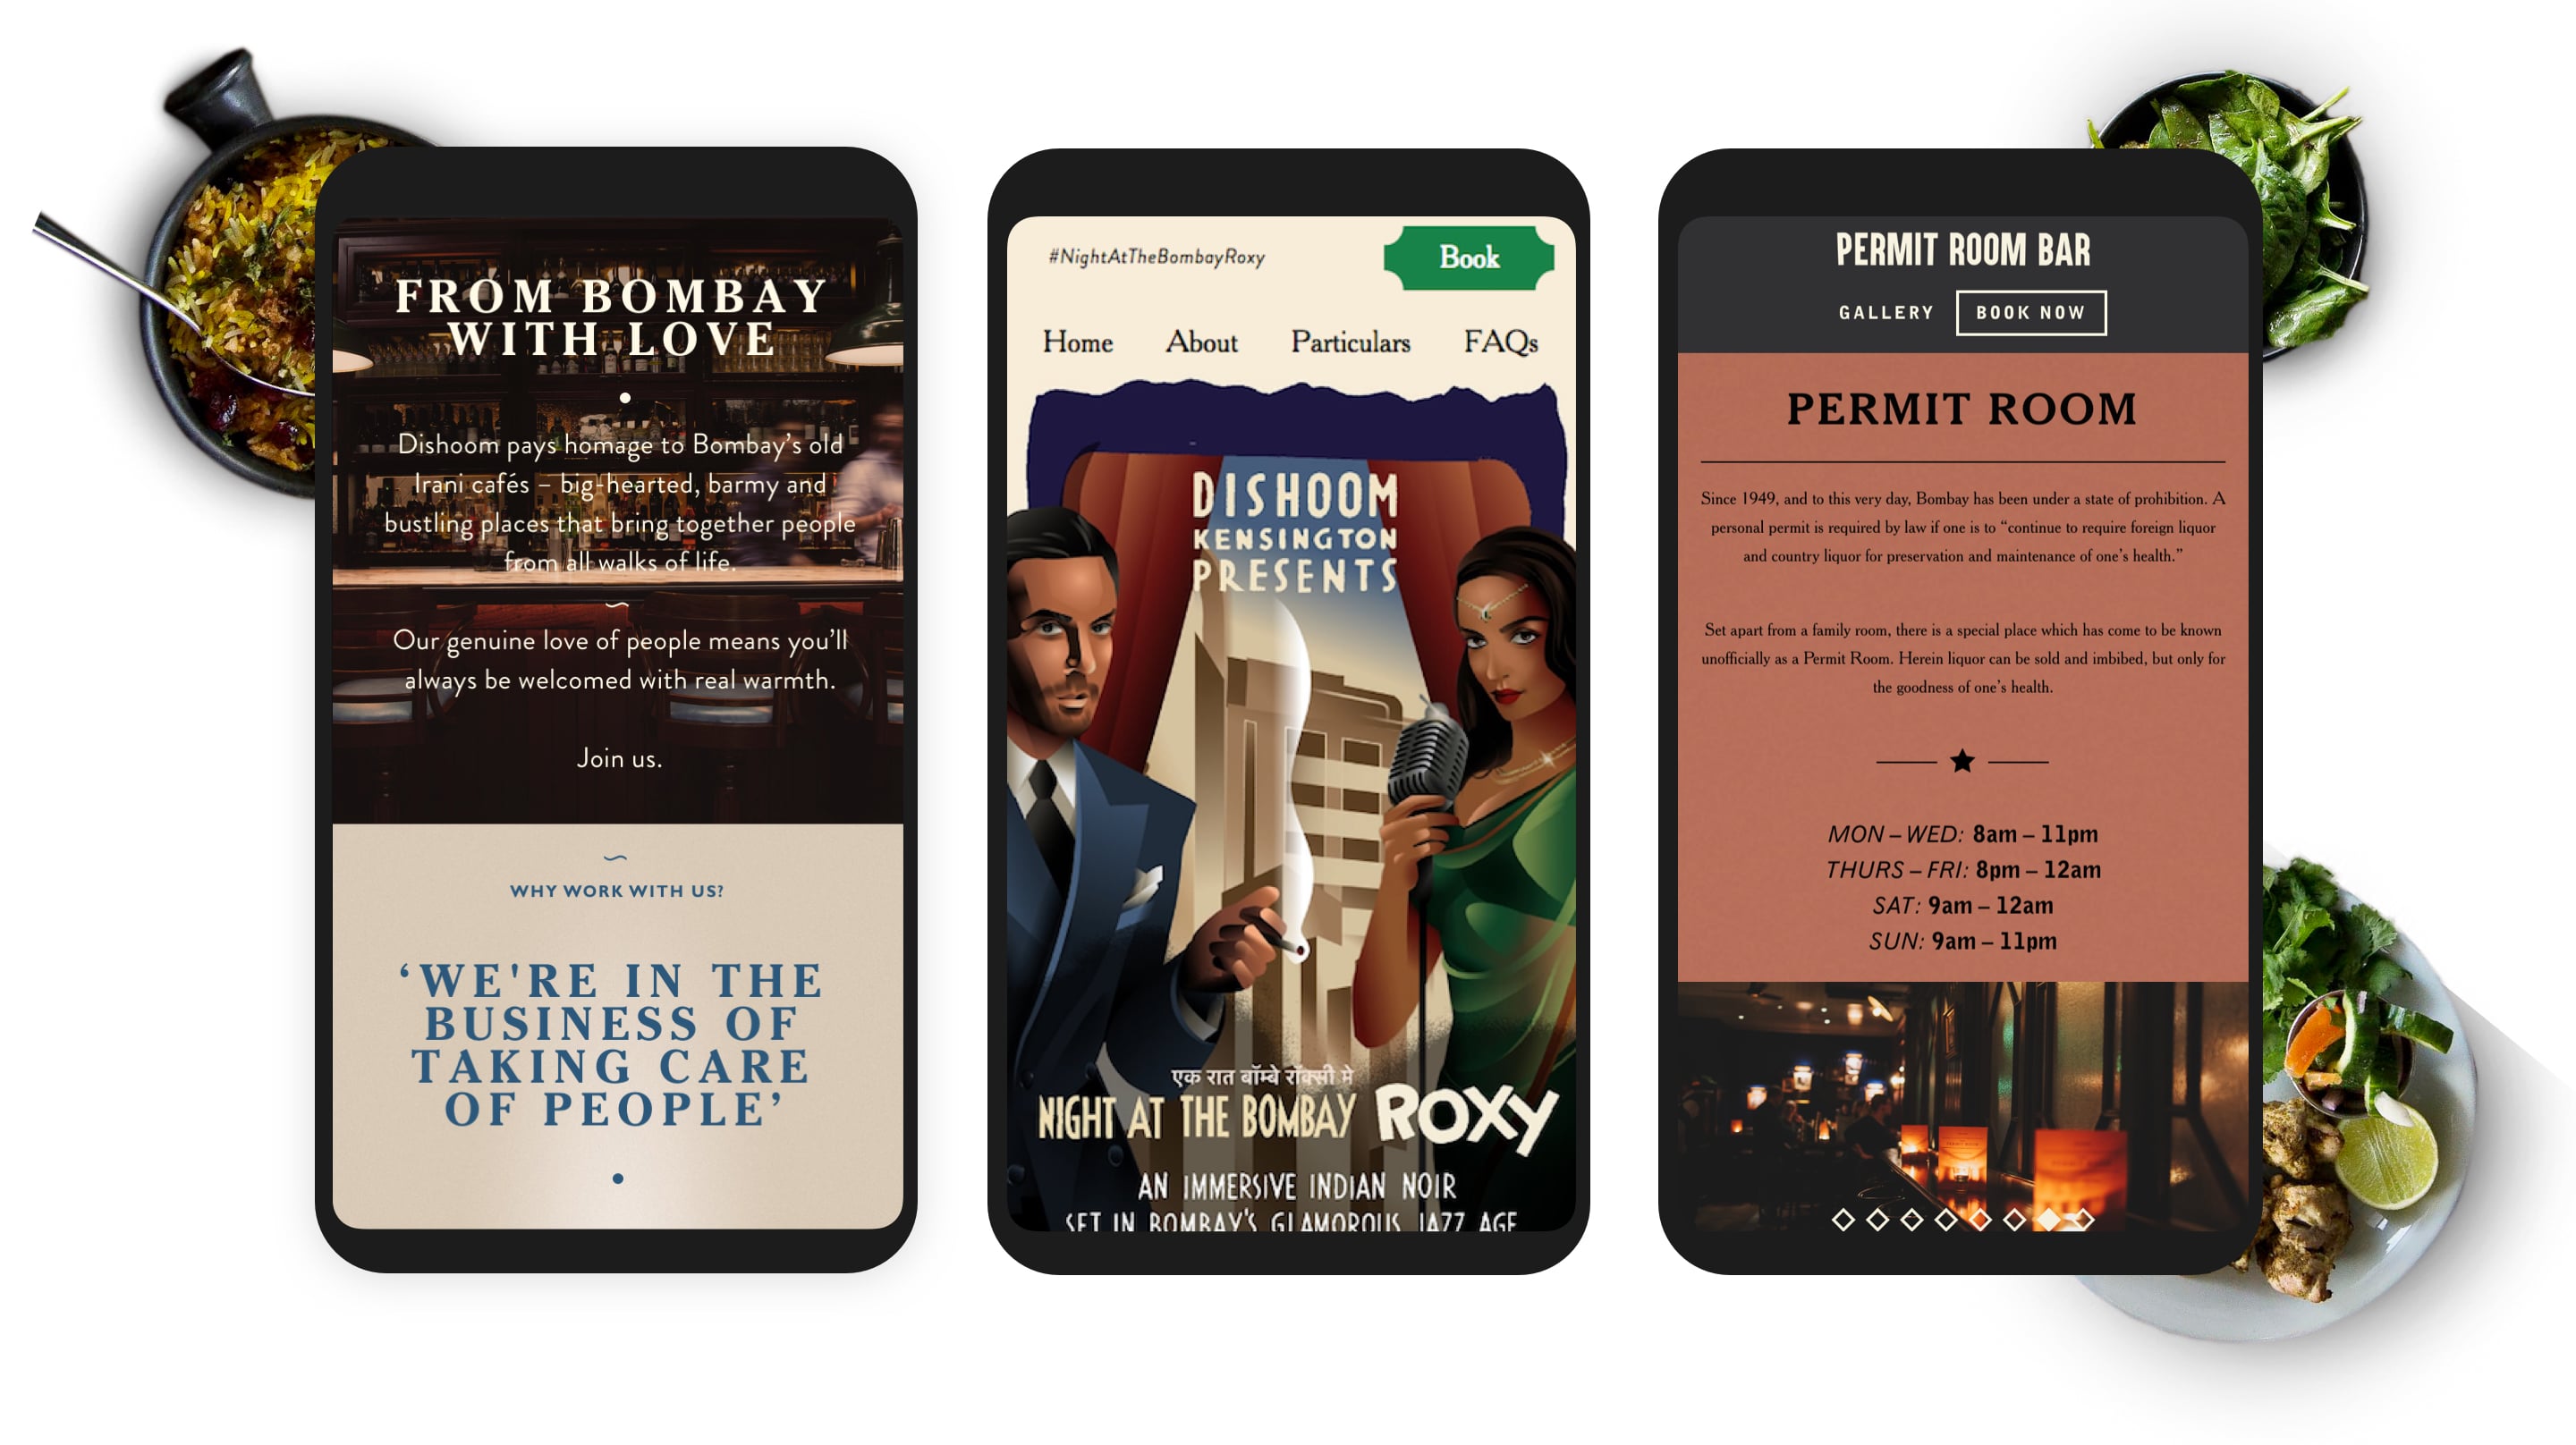 FROM BOMBAY
WITH LOVE
Dishoom pays homage to Bombay’s old
Irani cafés – big-hearted, barmy and
bustling places that bring together people
from all walks of life.
Our genuine love of people means you’ll
always be welcomed with real warmth.
Join us.
WHY WORK WITH US?
‘WE'RE IN THE
BUSINESS OF
TAKING CARE
OF PEOPLE’
#NightAtTheBombayRoxy
Book
Home About Particulars FAQs
DISHOOM
KENSINGTON
PRESENTS
एक रात बॉम्बे रॉक्सी मे
NIGHT AT THE BOMBAY ROXY
AN IMMERSIVE INDIAN NOIR
SET IN BOMBAY'S GLAMOROUS JAZZ AGE
PERMIT ROOM BAR
GALLERY BOOK NOW
PERMIT ROOM
Since 1949, and to this very day, Bombay has been under a state of prohibition. A
personal permit is required by law if one is to “continue to require foreign liquor
and country liquor for preservation and maintenance of one’s health.”
Set apart from a family room, there is a special place which has come to be known
unofficially as a Permit Room. Herein liquor can be sold and imbibed, but only for
the goodness of one’s health.
MON – WED: 8am – 11pm
THURS – FRI: 8pm – 12am
SAT: 9am – 12am
SUN: 9am – 11pm